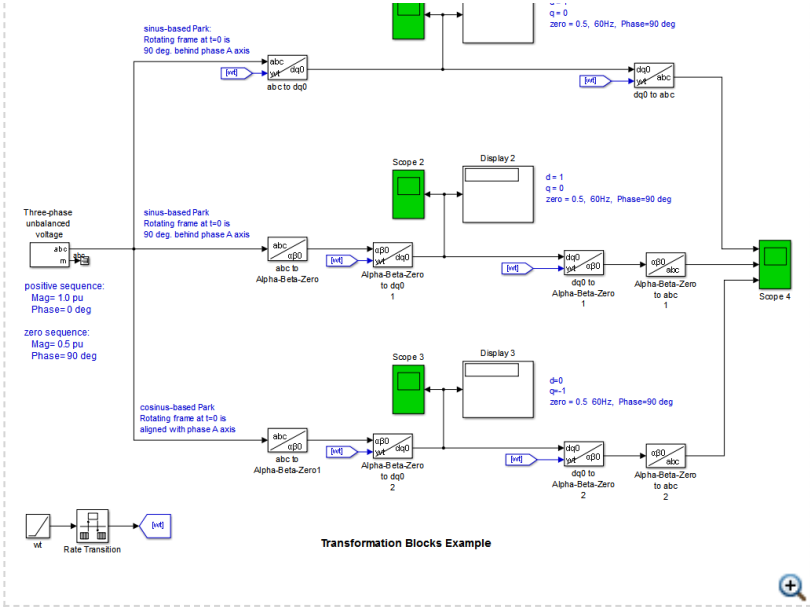 q = 0
zero = 0.5,  60Hz,  Phase=90 deg
sinus-based Park:
Rotating frame at t=0 is
90 deg. behind phase A axis
abc
wt
dq0
[wt]
abc to dq0
dq0
wt
abc
[wt]
dq0 to abc
Scope 2
Display 2
d = 1
q = 0
zero = 0.5,  60Hz,  Phase=90 deg
Three-phase
unbalanced
voltage
abc
m
abc
sinus-based Park
Rotating frame at t=0 is
90 deg. behind phase A axis
abc
αβ0
abc to
Alpha-Beta-Zero
αβ0
wt
dq0
[wt]
Alpha-Beta-Zero
to dq0
1
dq0
wt
αβ0
[wt]
dq0 to
Alpha-Beta-Zero
1
αβ0
abc
Alpha-Beta-Zero
to abc
1
Scope 4
positive sequence:
Mag= 1.0 pu
Phase= 0 deg
zero sequence:
Mag= 0.5 pu
Phase= 90 deg
Scope 3
Display 3
d=0
q=-1
zero = 0.5  60Hz,  Phase=90 deg
cosinus-based Park
Rotating frame at t=0 is
aligned with phase A axis
abc
αβ0
abc to
Alpha-Beta-Zero1
αβ0
wt
dq0
[wt]
Alpha-Beta-Zero
to dq0
2
dq0
wt
αβ0
[wt]
dq0 to
Alpha-Beta-Zero
2
αβ0
abc
Alpha-Beta-Zero
to abc
2
wt
Rate Transition
[wt]
Transformation Blocks Example